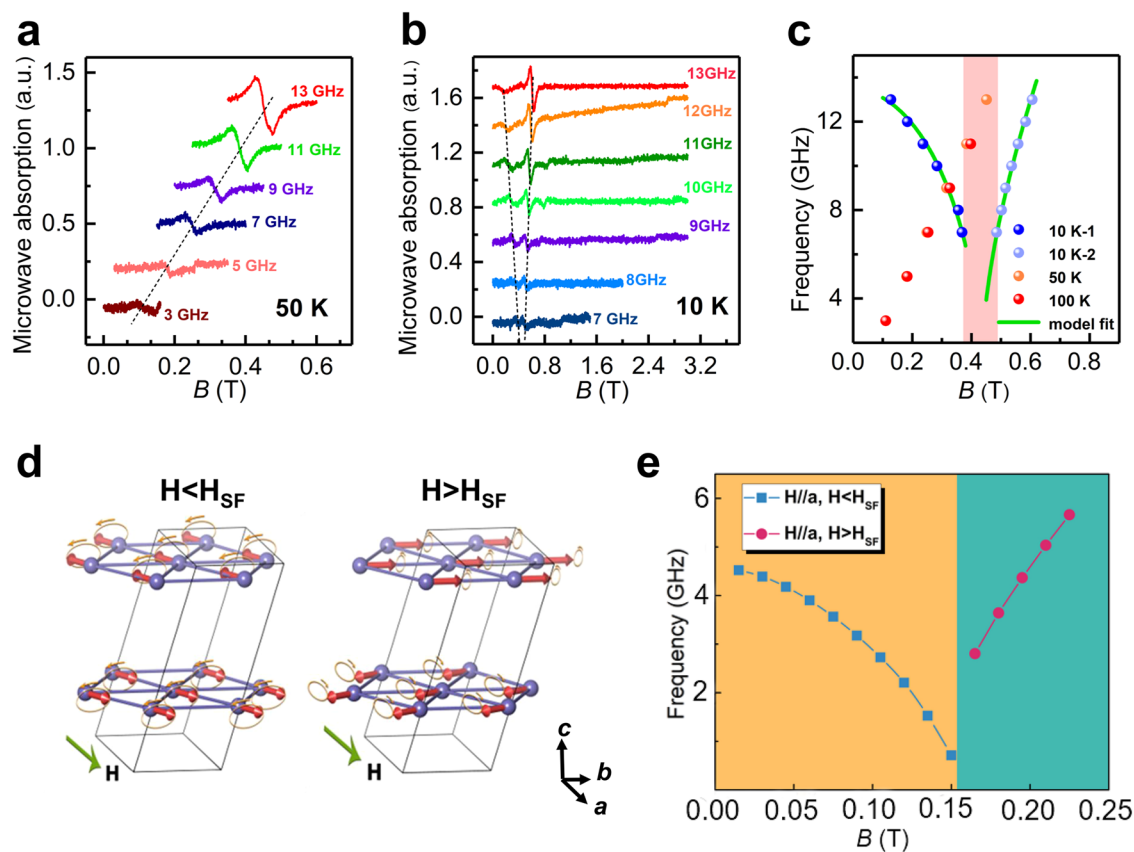 a
Microwave absorption (a.u.)
1.5
1.0
0.5
0.0
13 GHz
11 GHz
9 GHz
7 GHz
5 GHz
3 GHz
50 K
0.0 0.2 0.4 0.6
B (T)
b
Microwave absorption (a.u.)
1.6
1.2
0.8
0.4
0.0
13GHz
12GHz
11GHz
10GHz
9GHz
8GHz
7 GHz
10 K
0.0 0.6 1.2 1.8 2.4 3.2
B (T)
c
Frequency (GHz)
12
8
4
10 K-1
10 K-2
50 K
100 K
model fit
0.0 0.2 0.4 0.6 0.8
B (T)
d
H<HSF
H>HSF
H
H
c
b
a
e
Frequency (GHz)
6
4
2
H//a, H<HSF
H//a, H>HSF
0.00 0.05 0.10 0.15 0.20 0.25
B (T)